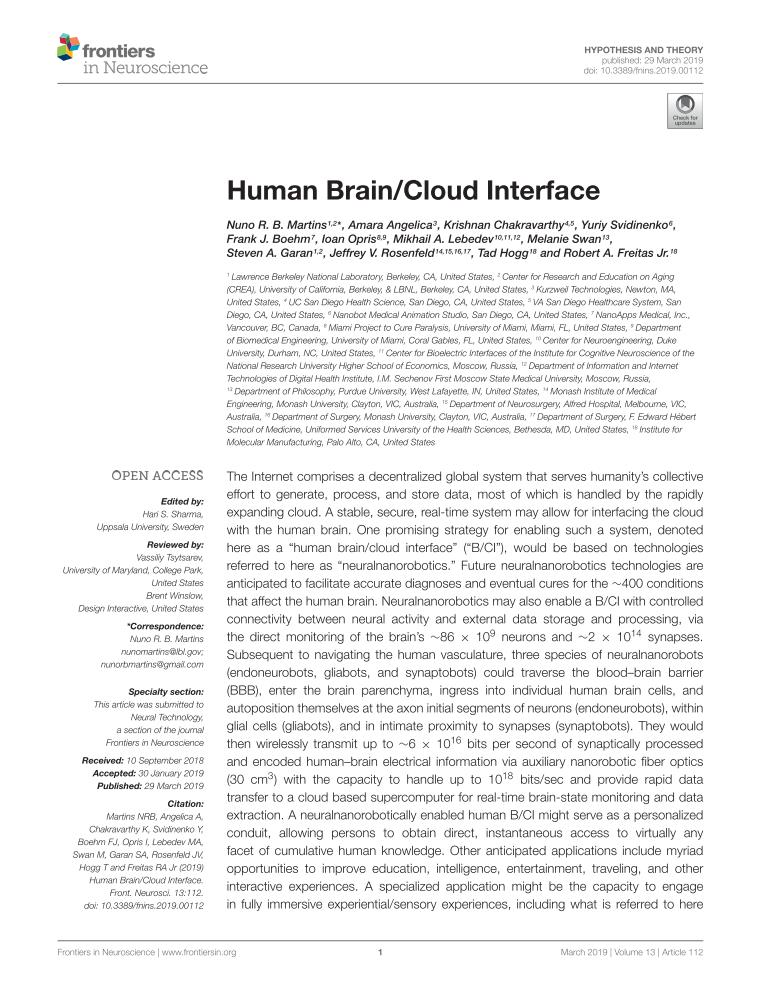 frontiers
in Neuroscience
HYPOTHESIS AND THEORY
published: 29 March 2019
doi: 10.3389/fnins.2019.00112
Check for
updates
Human Brain/Cloud Interface
Nuno R. B. Martins1,2*, Amara Angelica3, Krishnan Chakravarthy4,5, Yuriy Svidinenko6,
Frank J. Boehm7, Ioan Opris8,9, Mikhail A. Lebedev10,11,12, Melanie Swan13,
Steven A. Garan1,2, Jeffrey V. Rosenfeld14,15,16,17, Tad Hogg18 and Robert A. Freitas Jr.18
1 Lawrence Berkeley National Laboratory, Berkeley, CA, United States, 2 Center for Research and Education on Aging
(CREA), University of California, Berkeley, & LBNL, Berkeley, CA, United States, 3 Kurzweil Technologies, Newton, MA,
United States, 4 UC San Diego Health Science, San Diego, CA, United States, 5 VA San Diego Healthcare System, San
Diego, CA, United States, 6 Nanobot Medical Animation Studio, San Diego, CA, United States, 7 NanoApps Medical, Inc.,
Vancouver, BC, Canada, 8 Miami Project to Cure Paralysis, University of Miami, Miami, FL, United States, 9 Department
of Biomedical Engineering, University of Miami, Coral Gables, FL, United States, 10 Center for Neuroengineering, Duke
University, Durham, NC, United States, 11 Center for Bioelectric Interfaces of the Institute for Cognitive Neuroscience of the
National Research University Higher School of Economics, Moscow, Russia, 12 Department of Information and Internet
Technologies of Digital Health Institute, I.M. Sechenov First Moscow State Medical University, Moscow, Russia,
13 Department of Philosophy, Purdue University, West Lafayette, IN, United States, 14 Monash Institute of Medical
Engineering, Monash University, Clayton, VIC, Australia, 15 Department of Neurosurgery, Alfred Hospital, Melbourne, VIC,
Australia, 16 Department of Surgery, Monash University, Clayton, VIC, Australia, 17 Department of Surgery, F. Edward Hébert
School of Medicine, Uniformed Services University of the Health Sciences, Bethesda, MD, United States, 18 Institute for
Molecular Manufacturing, Palo Alto, CA, United States
OPEN ACCESS
Edited by:
Hari S. Sharma,
Uppsala University, Sweden
Reviewed by:
Vassiliy Tsytsarev,
University of Maryland, College Park,
United States
Brent Winslow,
Design Interactive, United States
*Correspondence:
Nuno R. B. Martins
nunomartins@lbl.gov;
nunorbmartins@gmail.com
Specialty section:
This article was submitted to
Neural Technology,
a section of the journal
Frontiers in Neuroscience
Received: 10 September 2018
Accepted: 30 January 2019
Published: 29 March 2019
Citation:
Martins NRB, Angelica A,
Chakravarthy K, Svidinenko Y,
Boehm FJ, Opris I, Lebedev MA,
Swan M, Garan SA, Rosenfeld JV,
Hogg T and Freitas RA Jr (2019)
Human Brain/Cloud Interface.
Front. Neurosci. 13:112.
doi: 10.3389/fnins.2019.00112
The Internet comprises a decentralized global system that serves humanity's collective
effort to generate, process, and store data, most of which is handled by the rapidly
expanding cloud. A stable, secure, real-time system may allow for interfacing the cloud
with the human brain. One promising strategy for enabling such a system, denoted
here as a “human brain/cloud interface” (“B/CI”), would be based on technologies
referred to here as “neuralnanorobotics.” Future neuralnanorobotics technologies are
anticipated to facilitate accurate diagnoses and eventual cures for the ∼400 conditions
that affect the human brain. Neuralnanorobotics may also enable a B/CI with controlled
connectivity between neural activity and external data storage and processing, via
the direct monitoring of the brain's ∼86 × 10⁹ neurons and ∼2 × 10¹⁴ synapses.
Subsequent to navigating the human vasculature, three species of neuralnanorobots
(endoneurobots, gliabots, and synaptobots) could traverse the blood–brain barrier
(BBB), enter the brain parenchyma, ingress into individual human brain cells, and
autoposition themselves at the axon initial segments of neurons (endoneurobots), within
glial cells (gliabots), and in intimate proximity to synapses (synaptobots). They would
then wirelessly transmit up to ∼6 × 10¹⁶ bits per second of synaptically processed
and encoded human–brain electrical information via auxiliary nanorobotic fiber optics
(30 cm³) with the capacity to handle up to 10¹⁸ bits/sec and provide rapid data
transfer to a cloud based supercomputer for real-time brain-state monitoring and data
extraction. A neuralnanorobotically enabled human B/CI might serve as a personalized
conduit, allowing persons to obtain direct, instantaneous access to virtually any
facet of cumulative human knowledge. Other anticipated applications include myriad
opportunities to improve education, intelligence, entertainment, traveling, and other
interactive experiences. A specialized application might be the capacity to engage
in fully immersive experiential/sensory experiences, including what is referred to here
Frontiers in Neuroscience | www.frontiersin.org
1
March 2019 | Volume 13 | Article 112